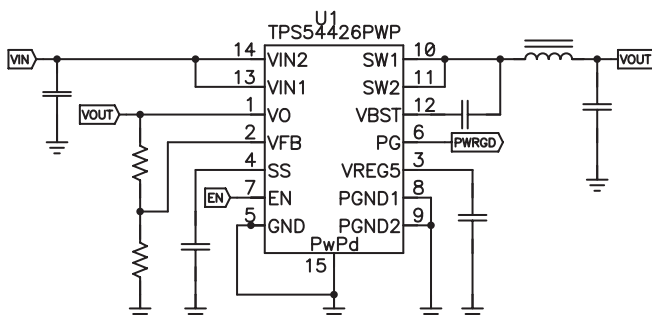 U1
TPS54426PWP
VIN
14 VIN2 SW1 10
13 VIN1 SW2 11
VOUT
VOUT 1 VO VBST 12
2 VFB PG 6 PWRGD
4 SS VREG5 3
EN 7 EN PGND1 8
5 GND PGND2 9
PwPd
15